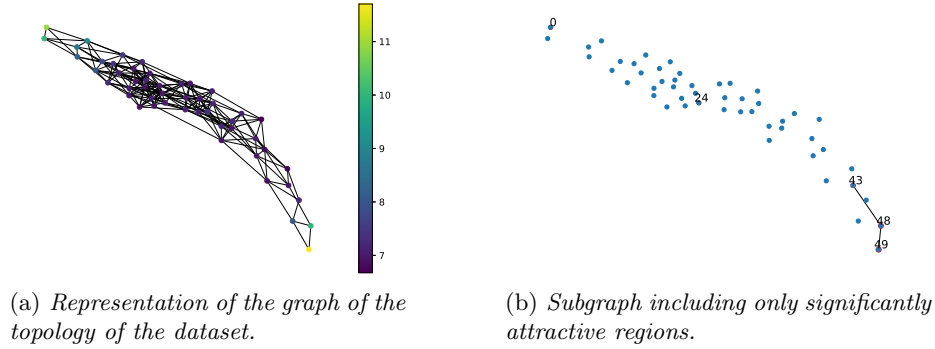 11
10
9
8
7
0
24
43
48
49
(a) Representation of the graph of the
topology of the dataset.
(b) Subgraph including only significantly
attractive regions.